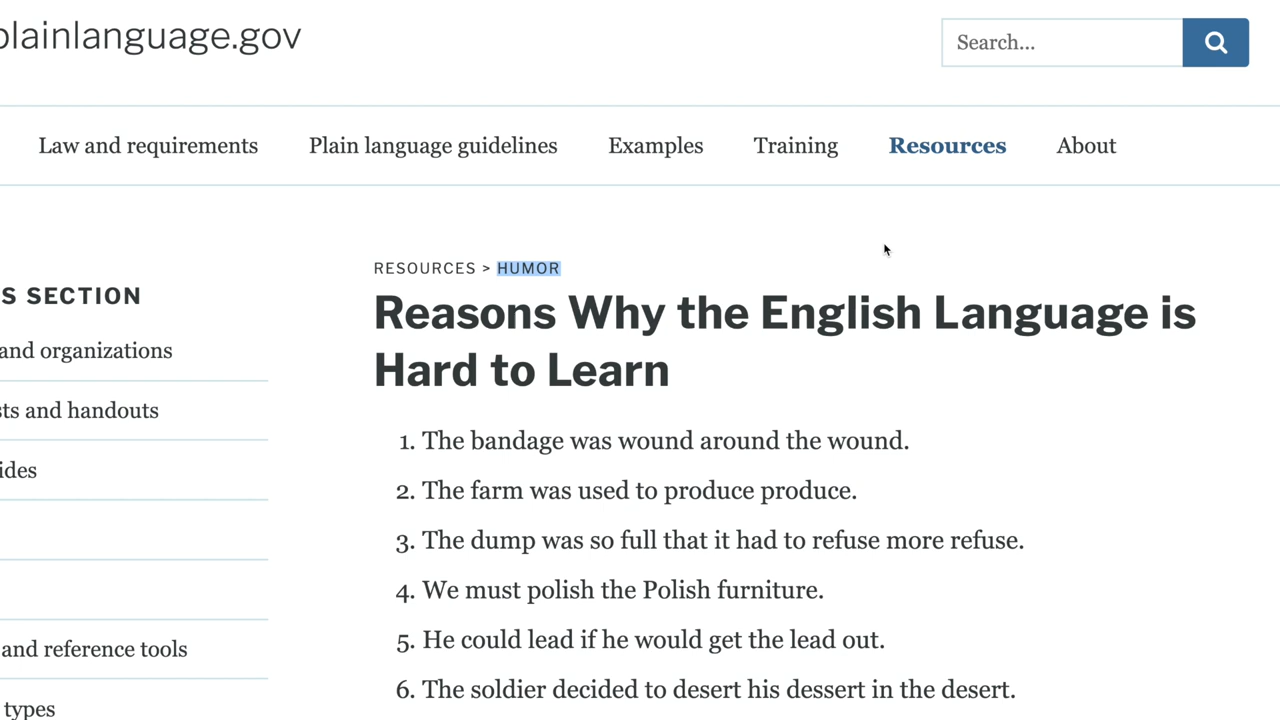 plainlanguage.gov
Search...
Law and requirements Plain language guidelines Examples Training Resources About
RESOURCES > HUMOR
Reasons Why the English Language is
Hard to Learn
S SECTION
and organizations
sts and handouts
ides
and reference tools
types
1. The bandage was wound around the wound.
2. The farm was used to produce produce.
3. The dump was so full that it had to refuse more refuse.
4. We must polish the Polish furniture.
5. He could lead if he would get the lead out.
6. The soldier decided to desert his dessert in the desert.